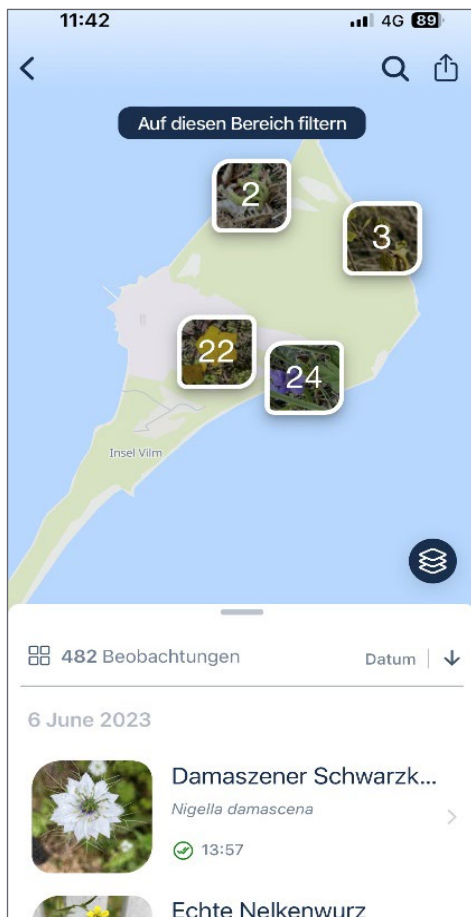 11:42
4G 89
Auf diesen Bereich filtern
2
3
22
24
Insel Vilm
482 Beobachtungen
Datum
6 June 2023
Damaszener Schwarzk...
Nigella damascena
13:57
Echte Nelkenwurz